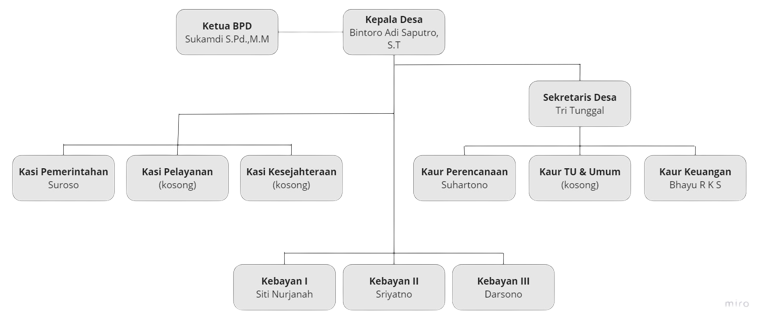 Ketua BPD
Sukamdi S.Pd.,M.M
Kepala Desa
Bintoro Adi Saputro,
S.T
Sekretaris Desa
Tri Tunggal
Kasi Pemerintahan
Suroso
Kasi Pelayanan
(kosong)
Kasi Kesejahteraan
(kosong)
Kaur Perencanaan
Suhartono
Kaur TU & Umum
(kosong)
Kaur Keuangan
Bhayu R K S
Kebayan I
Siti Nurjanah
Kebayan II
Sriyatno
Kebayan III
Darsono
miro